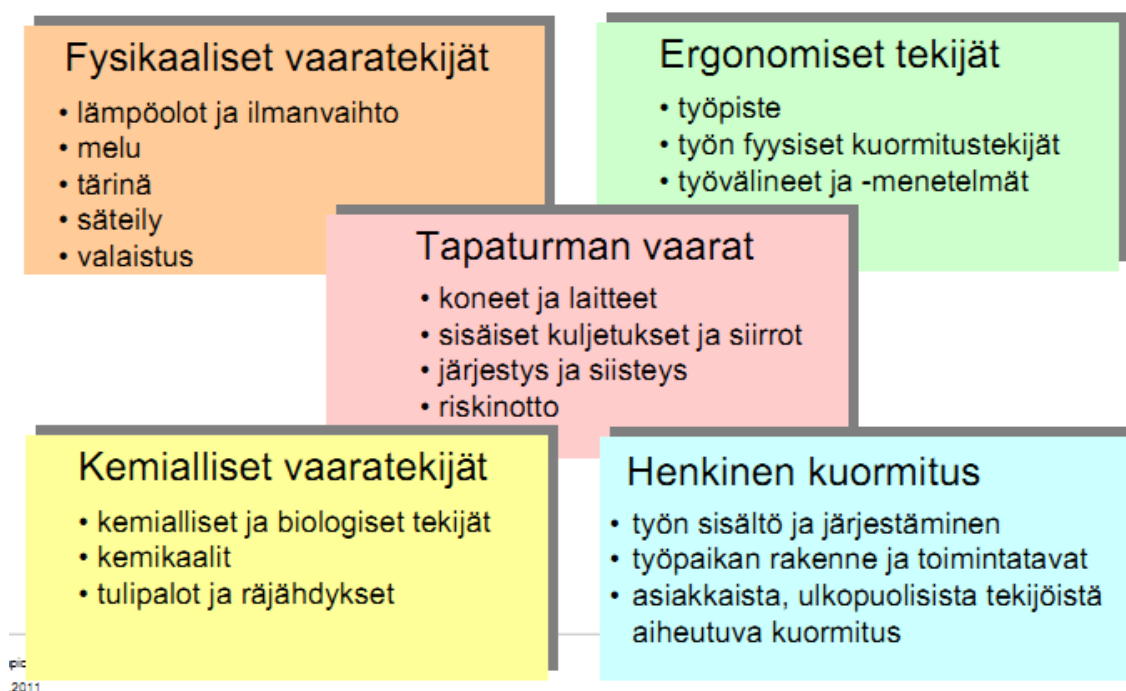 Fysikaaliset vaaratekijät
• lämpöolot ja ilmanvaihto
• melu
• tärinä
• säteily
• valaistus
Ergonomiset tekijät
• työpiste
• työn fyysiset kuormitustekijät
• työvälineet ja -menetelmät
Tapaturman vaarat
• koneet ja laitteet
• sisäiset kuljetukset ja siirrot
• järjestys ja siisteys
• riskinotto
Kemialliset vaaratekijät
• kemialliset ja biologiset tekijät
• kemikaalit
• tulipalot ja räjähdykset
Henkinen kuormitus
• työn sisältö ja järjestäminen
• työpaikan rakenne ja toimintatavat
• asiakkaista, ulkopuolisista tekijöistä
aiheutuva kuormitus
.2011